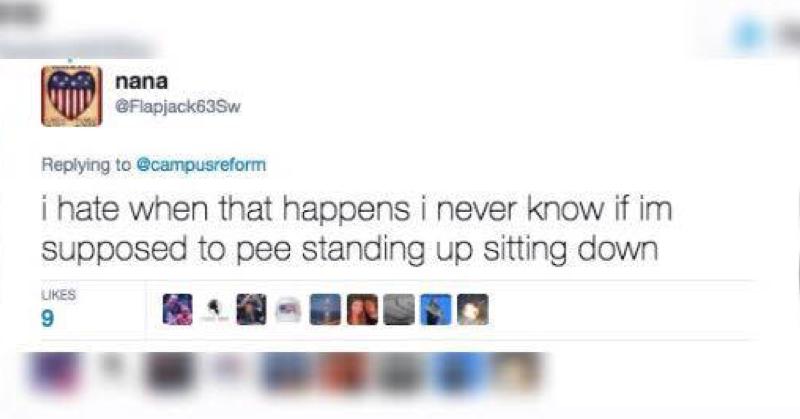 nana
@Flapjack63Sw
Replying to @campusreform
i hate when that happens i never know if im
supposed to pee standing up sitting down
LIKES
9